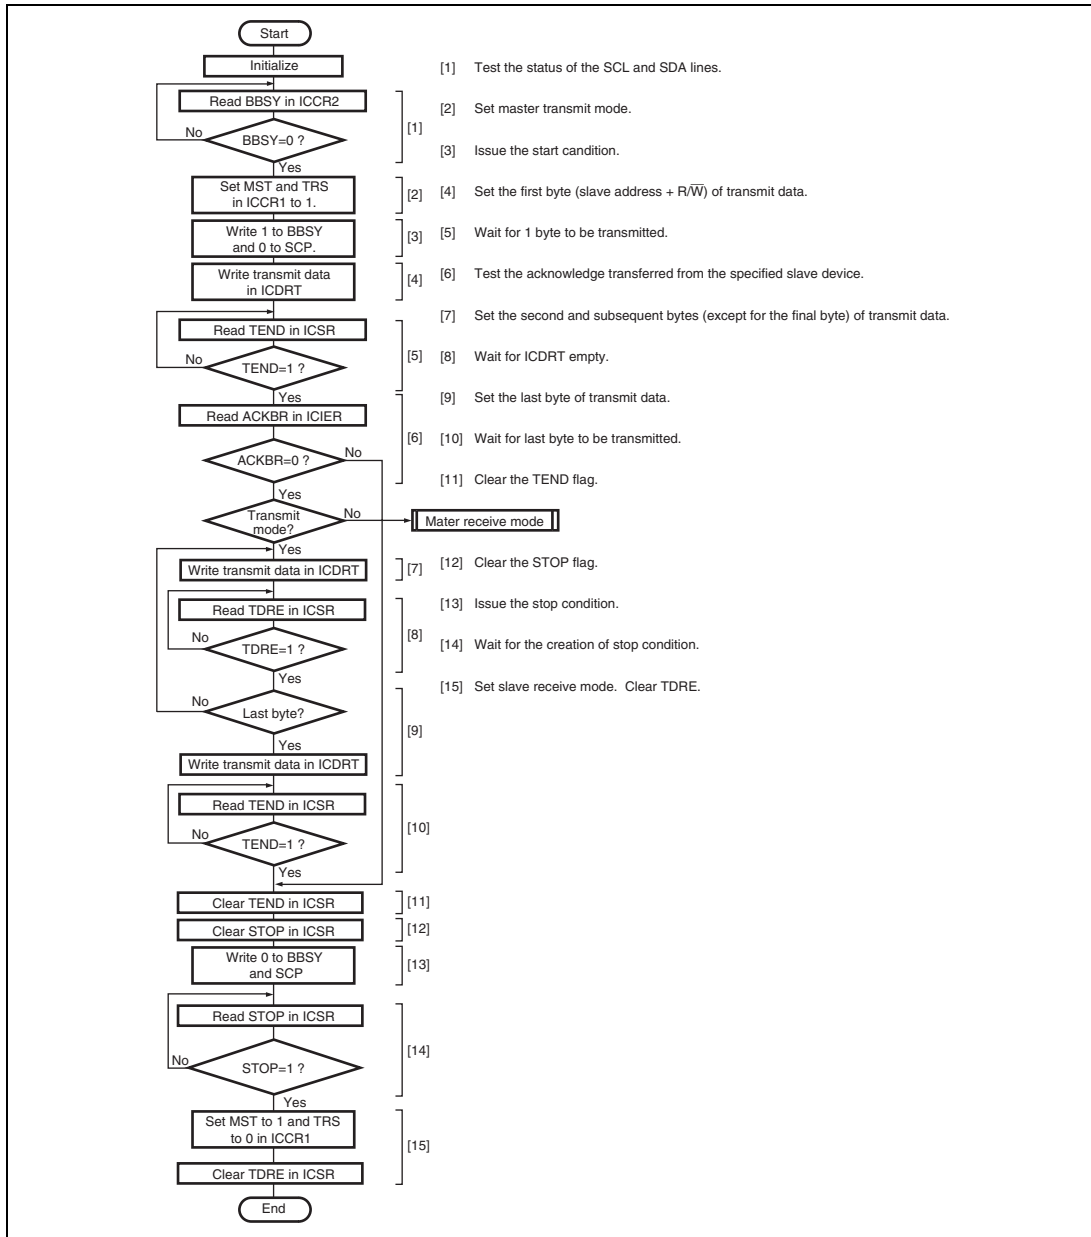 Start
Initialize
Read BBSY in ICCR2
BBSY=0 ?
No
Yes
[1]
Set MST and TRS
in ICCR1 to 1.
[2]
Write 1 to BBSY
and 0 to SCP.
[3]
Write transmit data
in ICDRT
[4]
Read TEND in ICSR
TEND=1 ?
No
Yes
[5]
Read ACKBR in ICIER
ACKBR=0 ?
No
Yes
[6]
Transmit
mode?
No
Mater receive mode
Yes
Write transmit data in ICDRT
[7]
Read TDRE in ICSR
TDRE=1 ?
No
Yes
[8]
Last byte?
No
Yes
Write transmit data in ICDRT
[9]
Read TEND in ICSR
TEND=1 ?
No
Yes
[10]
Clear TEND in ICSR
[11]
Clear STOP in ICSR
[12]
Write 0 to BBSY
and SCP
[13]
Read STOP in ICSR
STOP=1 ?
No
Yes
[14]
Set MST to 1 and TRS
to 0 in ICCR1
Clear TDRE in ICSR
[15]
End
[1] Test the status of the SCL and SDA lines.
[2] Set master transmit mode.
[3] Issue the start candition.
[4] Set the first byte (slave address + R/W̅) of transmit data.
[5] Wait for 1 byte to be transmitted.
[6] Test the acknowledge transferred from the specified slave device.
[7] Set the second and subsequent bytes (except for the final byte) of transmit data.
[8] Wait for ICDRT empty.
[9] Set the last byte of transmit data.
[10] Wait for last byte to be transmitted.
[11] Clear the TEND flag.
[12] Clear the STOP flag.
[13] Issue the stop condition.
[14] Wait for the creation of stop condition.
[15] Set slave receive mode. Clear TDRE.